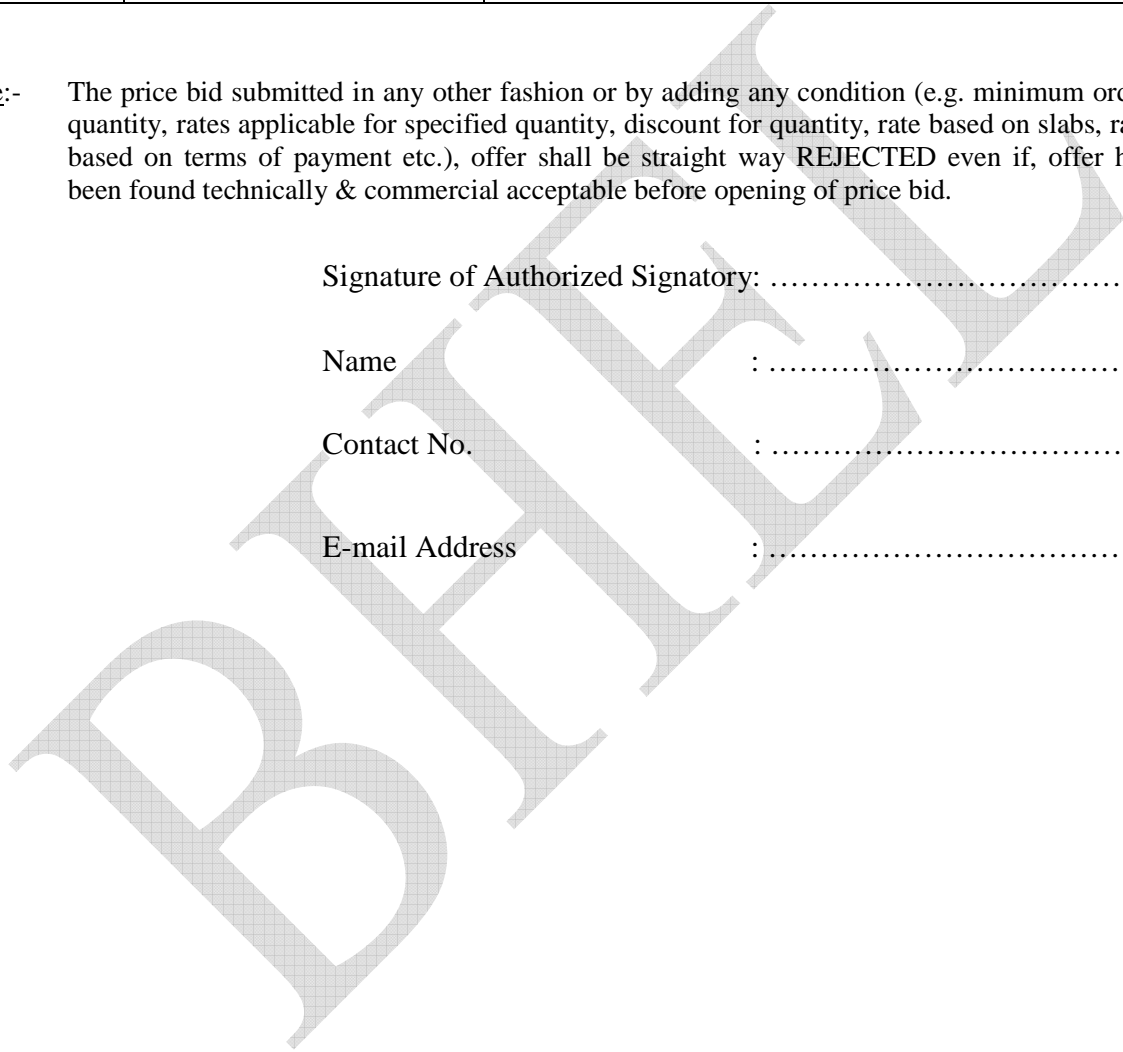 :- The price bid submitted in any other fashion or by adding any condition (e.g. minimum
quantity, rates applicable for specified quantity, discount for quantity, rate based on slabs,
based on terms of payment etc.), offer shall be straight way REJECTED even if, offer
been found technically & commercial acceptable before opening of price bid.
Signature of Authorized Signatory: ……………………………
Name : ……………………………
Contact No. : ……………………………
E-mail Address : ……………………………
BHEL